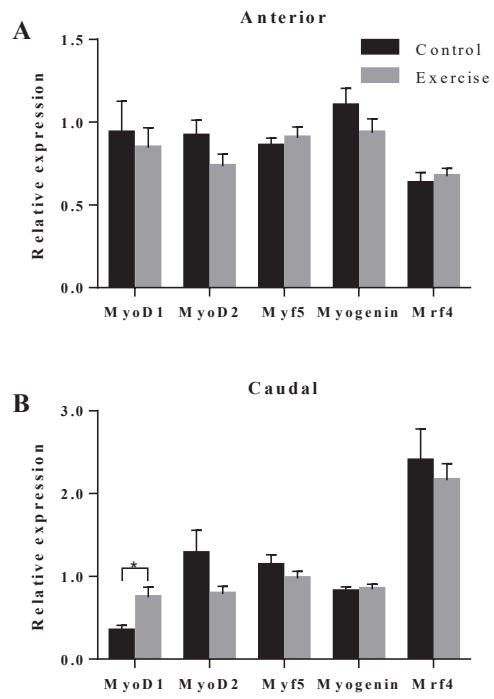 A
Anterior
Control
Exercise
Relative expression
1.5
1.0
0.5
0.0
MyoD1 MyoD2 Myf5 Myogenin Mrf4
B
Caudal
Relative expression
3.0
2.0
1.0
0.0
*
MyoD1 MyoD2 Myf5 Myogenin Mrf4